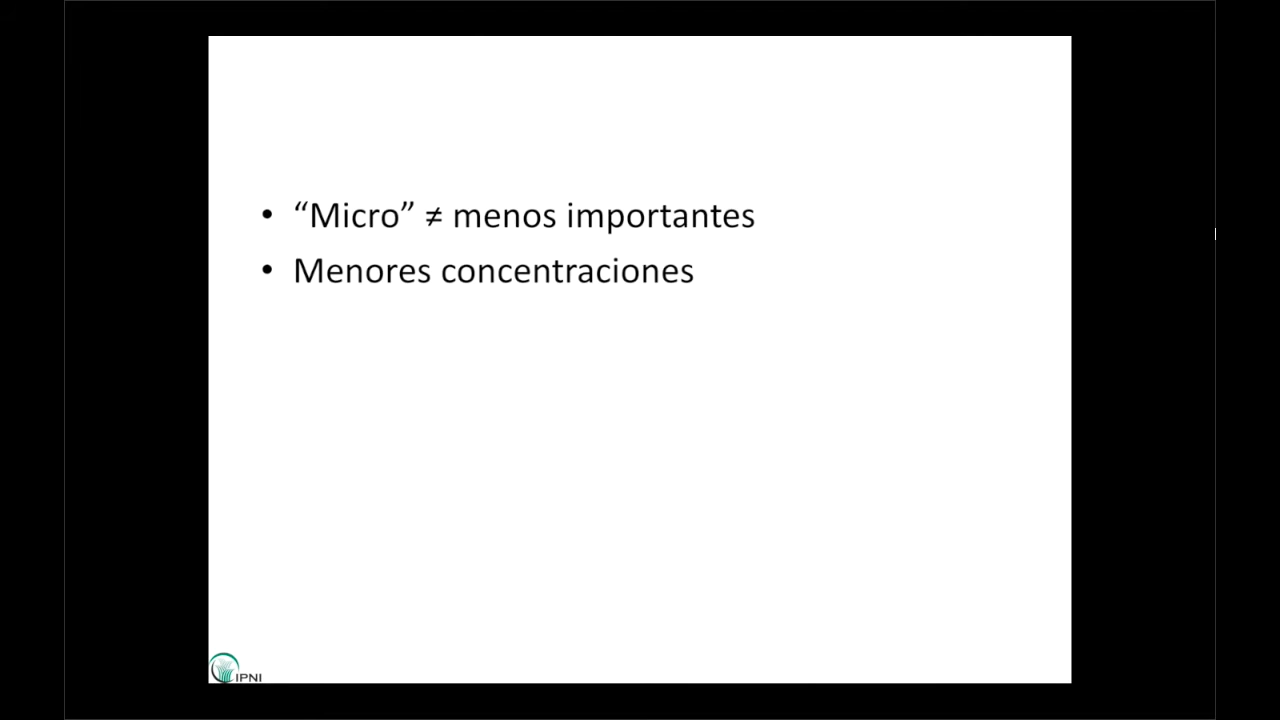 • “Micro” ≠ menos importantes
• Menores concentraciones
IPNI